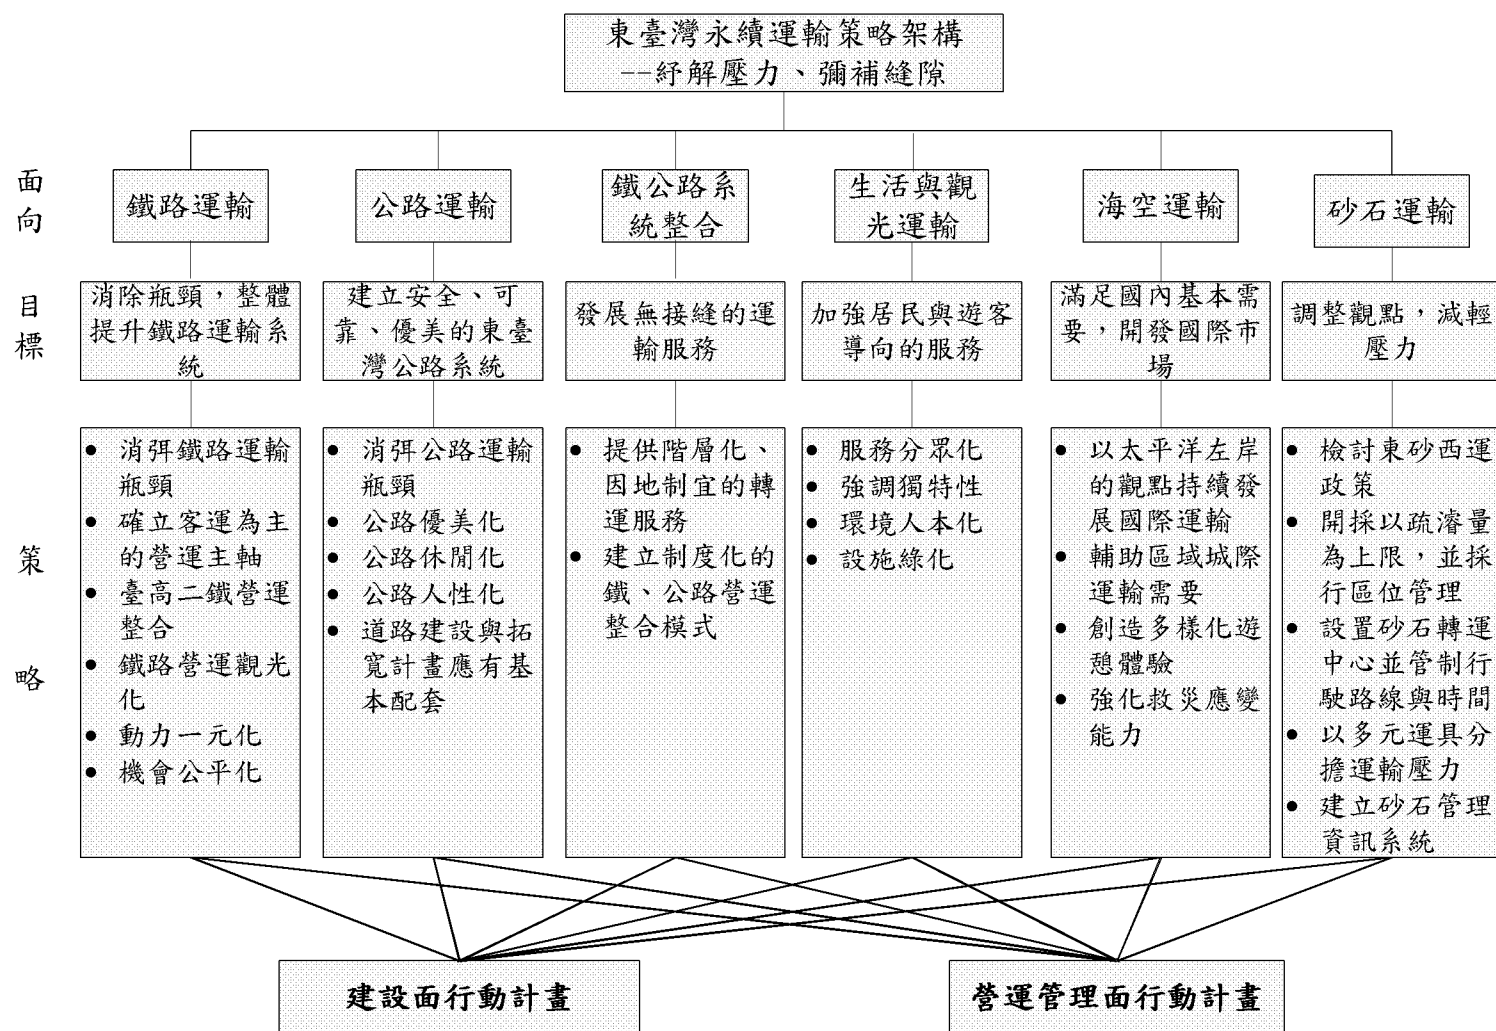 東臺灣永續運輸策略架構
--紓解壓力、彌補縫隙
面
向
鐵路運輸
公路運輸
鐵公路系
統整合
生活與觀
光運輸
海空運輸
砂石運輸
目
標
消除瓶頸，整體
提升鐵路運輸系
統
建立安全、可
靠、優美的東臺
灣公路系統
發展無接縫的運
輸服務
加強居民與遊客
導向的服務
滿足國內基本需
要，開發國際市
場
調整觀點，減輕
壓力
策
略
● 消弭鐵路運輸
瓶頸
● 確立客運為主
的營運主軸
● 臺高二鐵營運
整合
● 鐵路營運觀光
化
● 動力一元化
● 機會公平化
● 消弭公路運輸
瓶頸
● 公路優美化
● 公路休閒化
● 公路人性化
● 道路建設與拓
寬計畫應有基
本配套
● 提供階層化、
因地制宜的轉
運服務
● 建立制度化的
鐵、公路營運
整合模式
● 服務分眾化
● 強調獨特性
● 環境人本化
● 設施綠化
● 以太平洋左岸
的觀點持續發
展國際運輸
● 輔助區域城際
運輸需要
● 創造多樣化遊
憩體驗
● 強化救災應變
能力
● 檢討東砂西運
政策
● 開採以疏濬量
為上限，並採
行區位管理
● 設置砂石轉運
中心並管制行
駛路線與時間
● 以多元運具分
擔運輸壓力
● 建立砂石管理
資訊系統
建設面行動計畫
營運管理面行動計畫